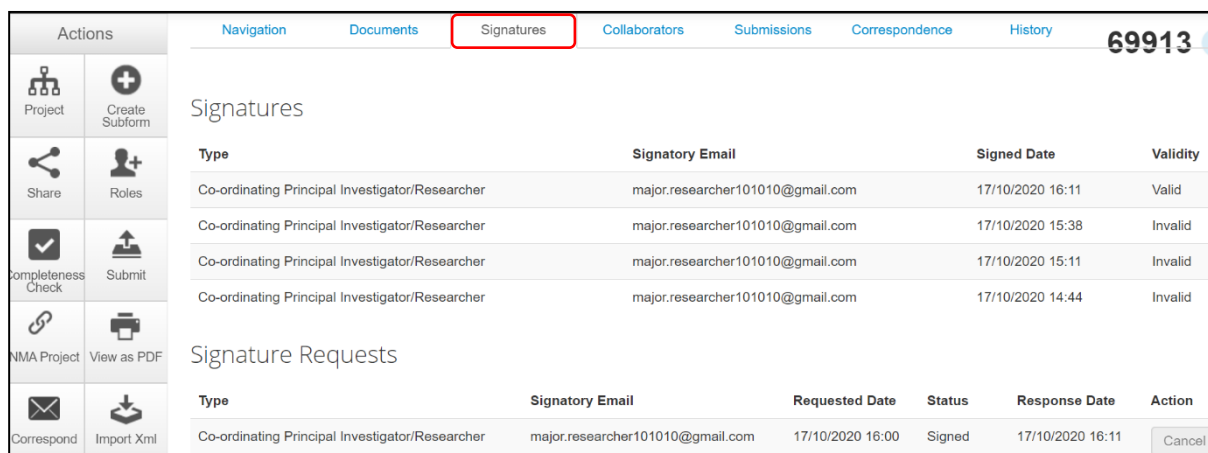 Actions
Navigation Documents Signatures Collaborators Submissions Correspondence History
69913
Project
Create
Subform
Share
Roles
Completeness
Check
Submit
NMA Project
View as PDF
Correspond
Import Xml
Signatures
Type Signatory Email Signed Date Validity
Co-ordinating Principal Investigator/Researcher major.researcher101010@gmail.com 17/10/2020 16:11 Valid
Co-ordinating Principal Investigator/Researcher major.researcher101010@gmail.com 17/10/2020 15:38 Invalid
Co-ordinating Principal Investigator/Researcher major.researcher101010@gmail.com 17/10/2020 15:11 Invalid
Co-ordinating Principal Investigator/Researcher major.researcher101010@gmail.com 17/10/2020 14:44 Invalid
Signature Requests
Type Signatory Email Requested Date Status Response Date Action
Co-ordinating Principal Investigator/Researcher major.researcher101010@gmail.com 17/10/2020 16:00 Signed 17/10/2020 16:11 Cancel